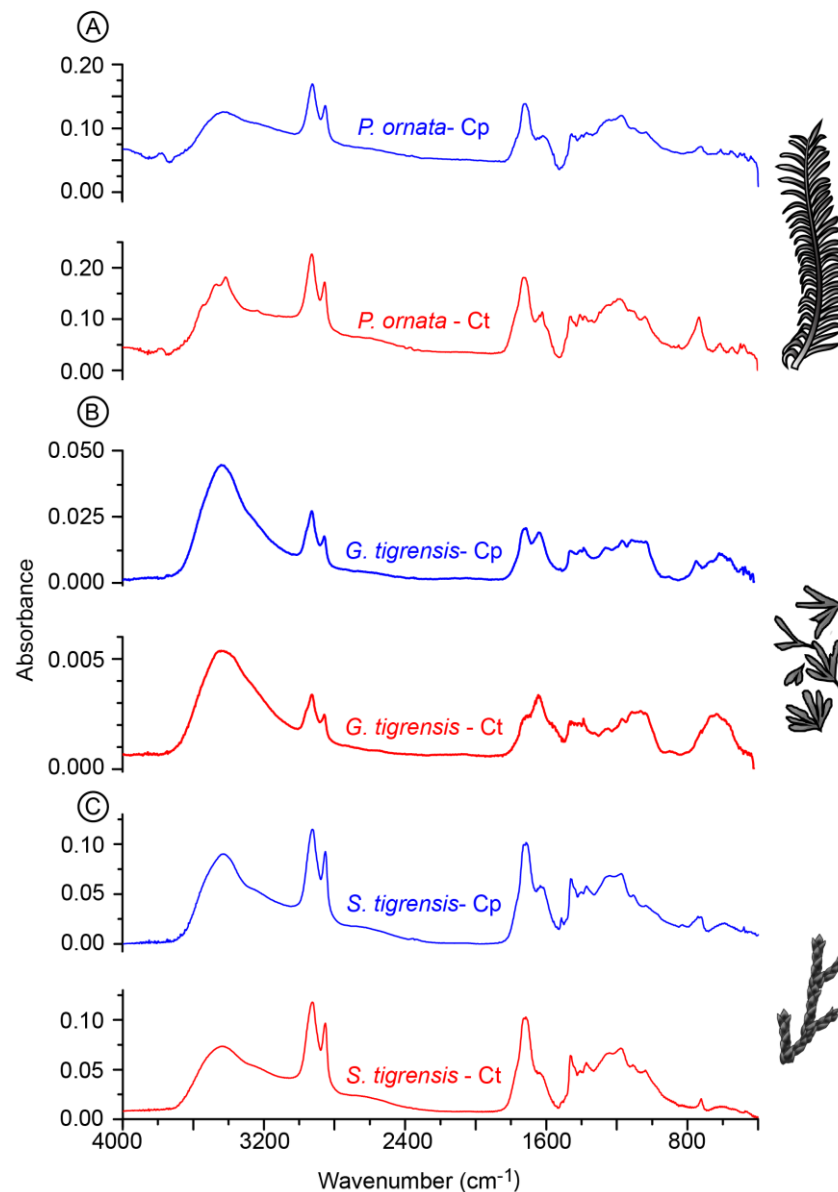 A
0.20
P. ornata- Cp
0.10
0.00
0.20
P. ornata - Ct
0.10
0.00
B
0.050
G. tigrensis- Cp
0.025
0.000
Absorbance
0.005
G. tigrensis - Ct
0.000
C
0.10
S. tigrensis- Cp
0.05
0.00
0.10
S. tigrensis - Ct
0.05
0.00
4000 3200 2400 1600 800
Wavenumber (cm⁻¹)